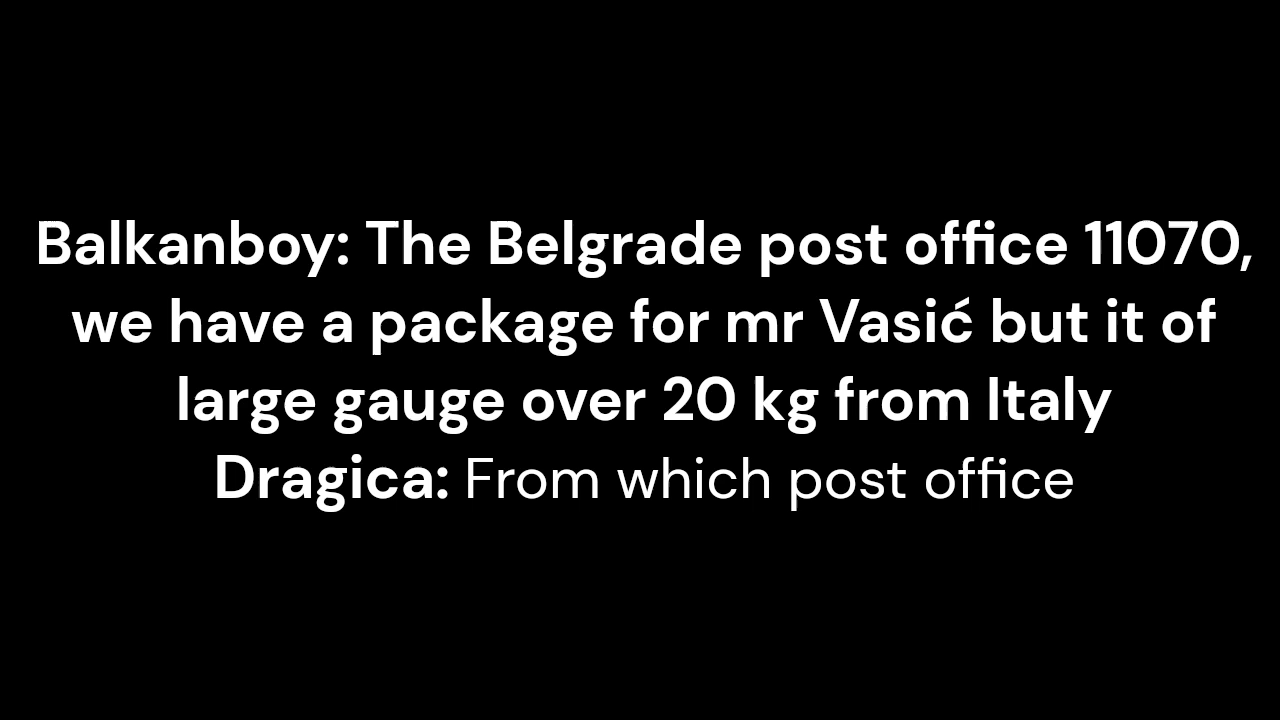 Balkanboy: The Belgrade post office 11070,
we have a package for mr Vasić but it of
large gauge over 20 kg from Italy
Dragica: From which post office